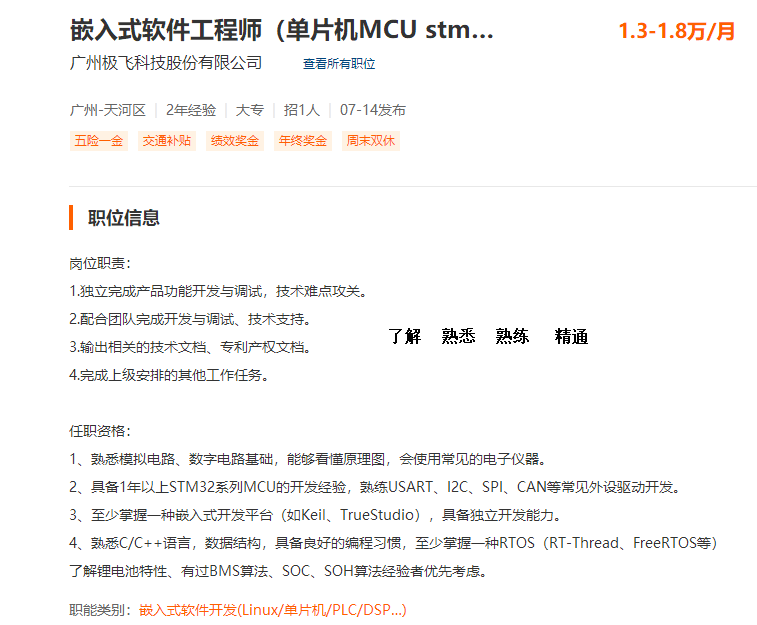 嵌入式软件工程师（单片机MCU stm...
1.3-1.8万/月
广州极飞科技股份有限公司 查看所有职位
广州-天河区 | 2年经验 | 大专 | 招1人 | 07-14发布
五险一金 交通补贴 绩效奖金 年终奖金 周末双休
职位信息
岗位职责：
1.独立完成产品功能开发与调试，技术难点攻关。
2.配合团队完成开发与调试、技术支持。
了解 熟悉 熟练 精通
3.输出相关的技术文档、专利产权文档。
4.完成上级安排的其他工作任务。
任职资格：
1、熟悉模拟电路、数字电路基础，能够看懂原理图，会使用常见的电子仪器。
2、具备1年以上STM32系列MCU的开发经验，熟练USART、I2C、SPI、CAN等常见外设驱动开发。
3、至少掌握一种嵌入式开发平台（如Keil、TrueStudio），具备独立开发能力。
4、熟悉C/C++语言，数据结构，具备良好的编程习惯，至少掌握一种RTOS（RT-Thread、FreeRTOS等）
了解锂电池特性、有过BMS算法、SOC、SOH算法经验者优先考虑。
职能类别：嵌入式软件开发(Linux/单片机/PLC/DSP...)